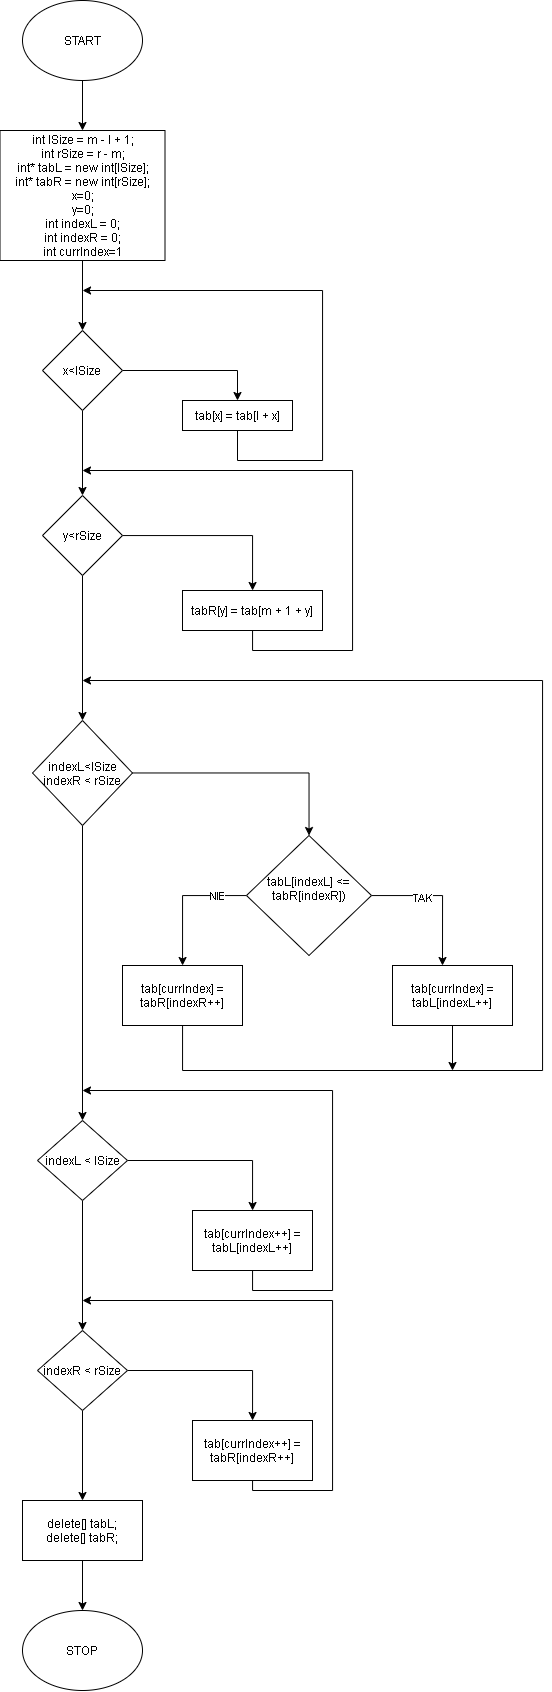 START
int lSize = m - l + 1;
int rSize = r - m;
int* tabL = new int[lSize];
int* tabR = new int[rSize];
x=0;
y=0;
int indexL = 0;
int indexR = 0;
int currIndex=1
x<lSize
tab[x] = tab[l + x]
y<rSize
tabR[y] = tab[m + 1 + y]
indexL<lSize
indexR < rSize
tabL[indexL] <=
tabR[indexR])
NIE
TAK
tab[currIndex] =
tabR[indexR++]
tab[currIndex] =
tabL[indexL++]
indexL < lSize
tab[currIndex++] =
tabL[indexL++]
indexR < rSize
tab[currIndex++] =
tabR[indexR++]
delete[] tabL;
delete[] tabR;
STOP